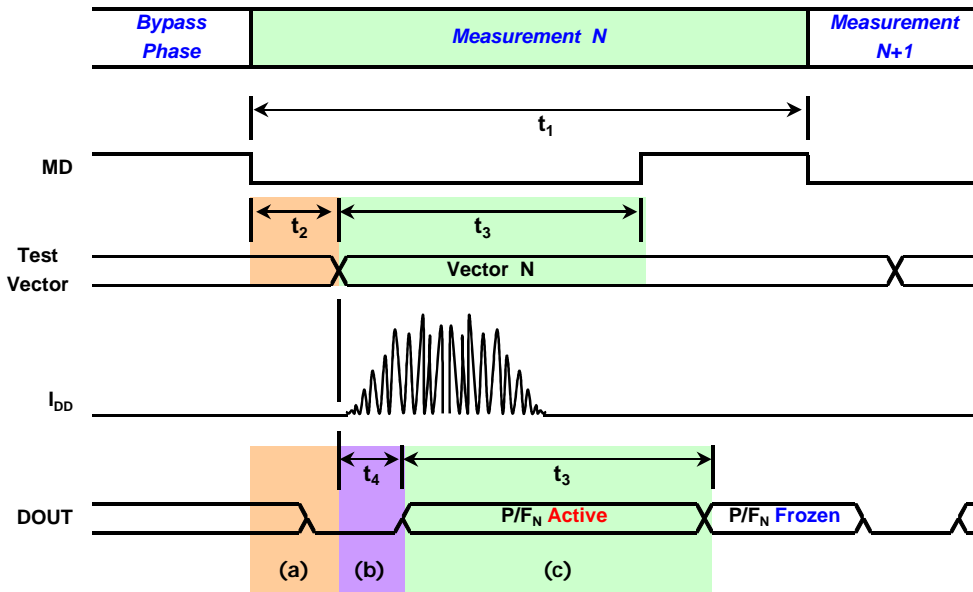 Bypass
Phase
Measurement N
Measurement
N+1
t1
MD
t2
t3
Test
Vector
Vector N
IDD
t4
t3
DOUT
P/FN Active
P/FN Frozen
(a)
(b)
(c)